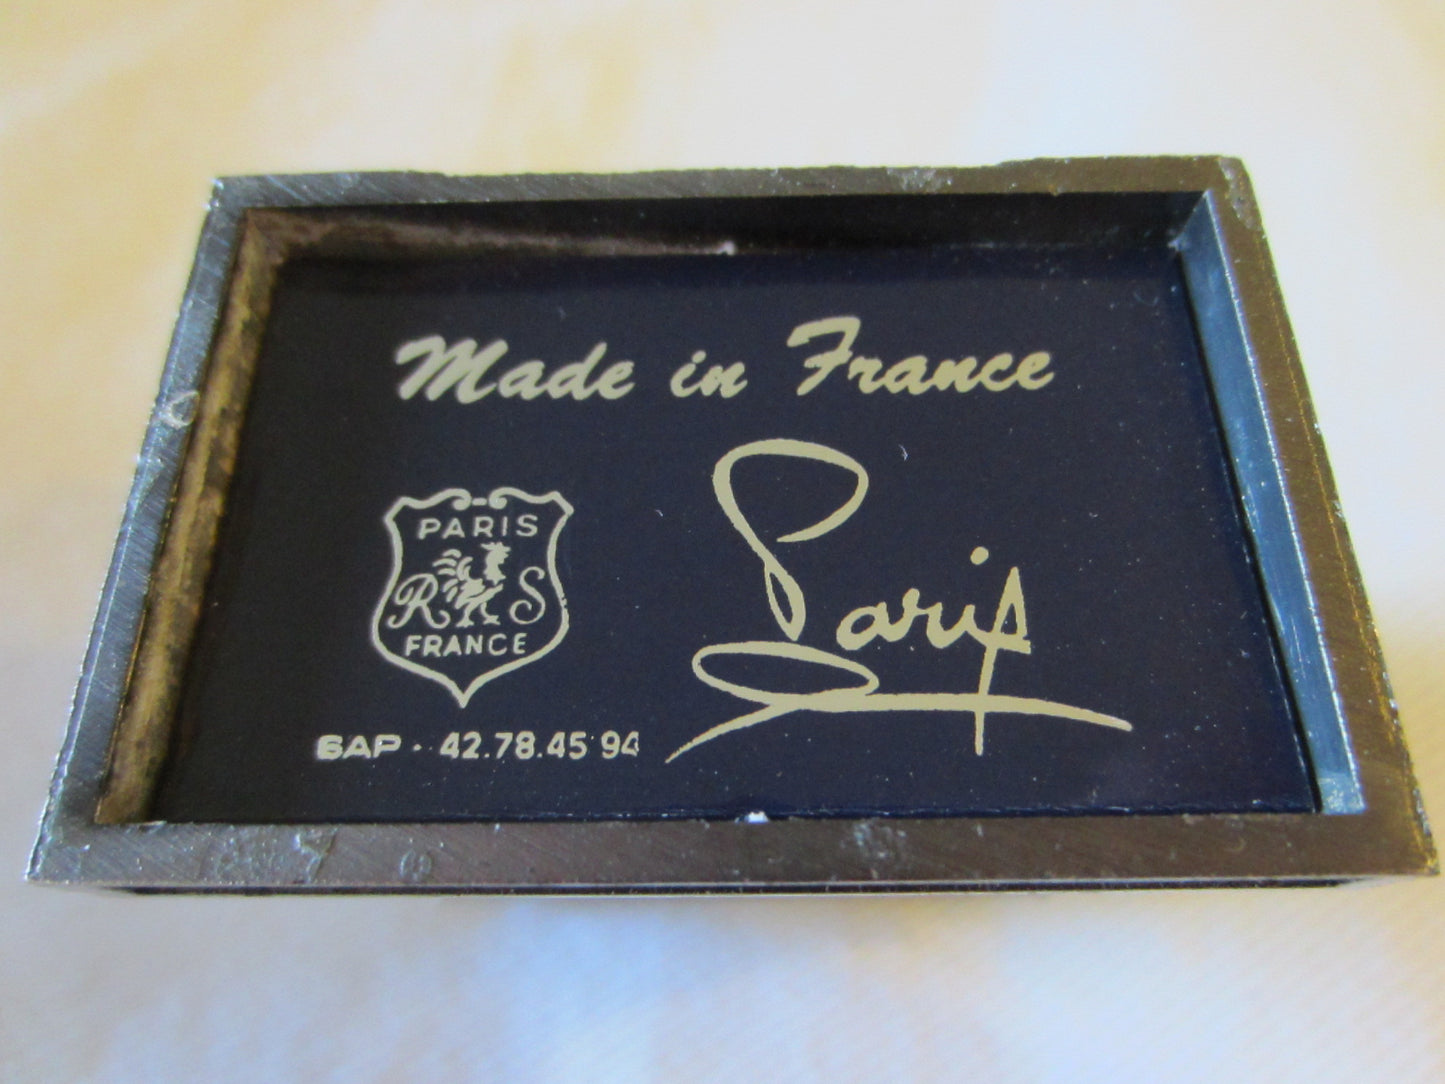 Made in France
PARIS
R S
FRANCE
Paris
SAP · 42.78.45 94